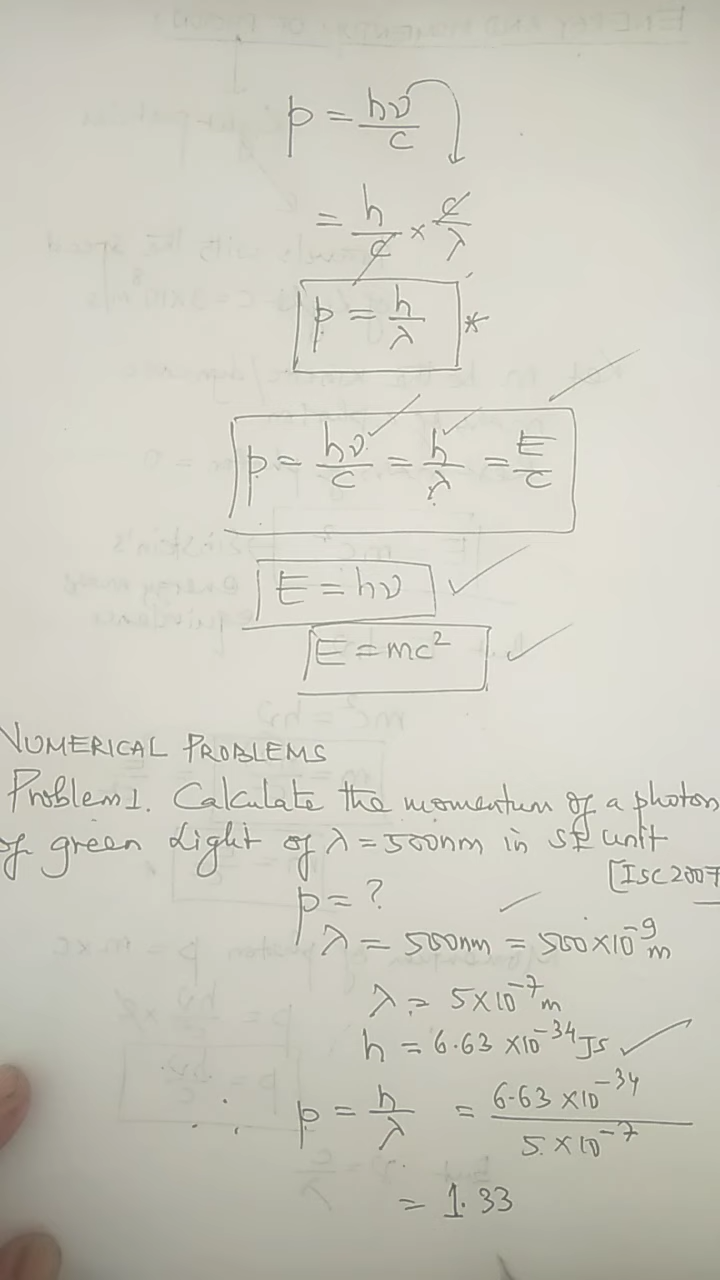 p = hν/c
= h/c × c/λ
p = h/λ *
p = hν/c = h/λ = E/c
E = hν
E = mc²
NUMERICAL PROBLEMS
Problem 1. Calculate the momentum of a photon
of green light of λ = 500nm in SI unit
[ISC 2007
p = ?
λ = 500nm = 500 × 10⁻⁹ m
λ = 5 × 10⁻⁷ m
h = 6.63 × 10⁻³⁴ Js
∴ p = h/λ = 6.63 × 10⁻³⁴ / 5 × 10⁻⁷
= 1.33